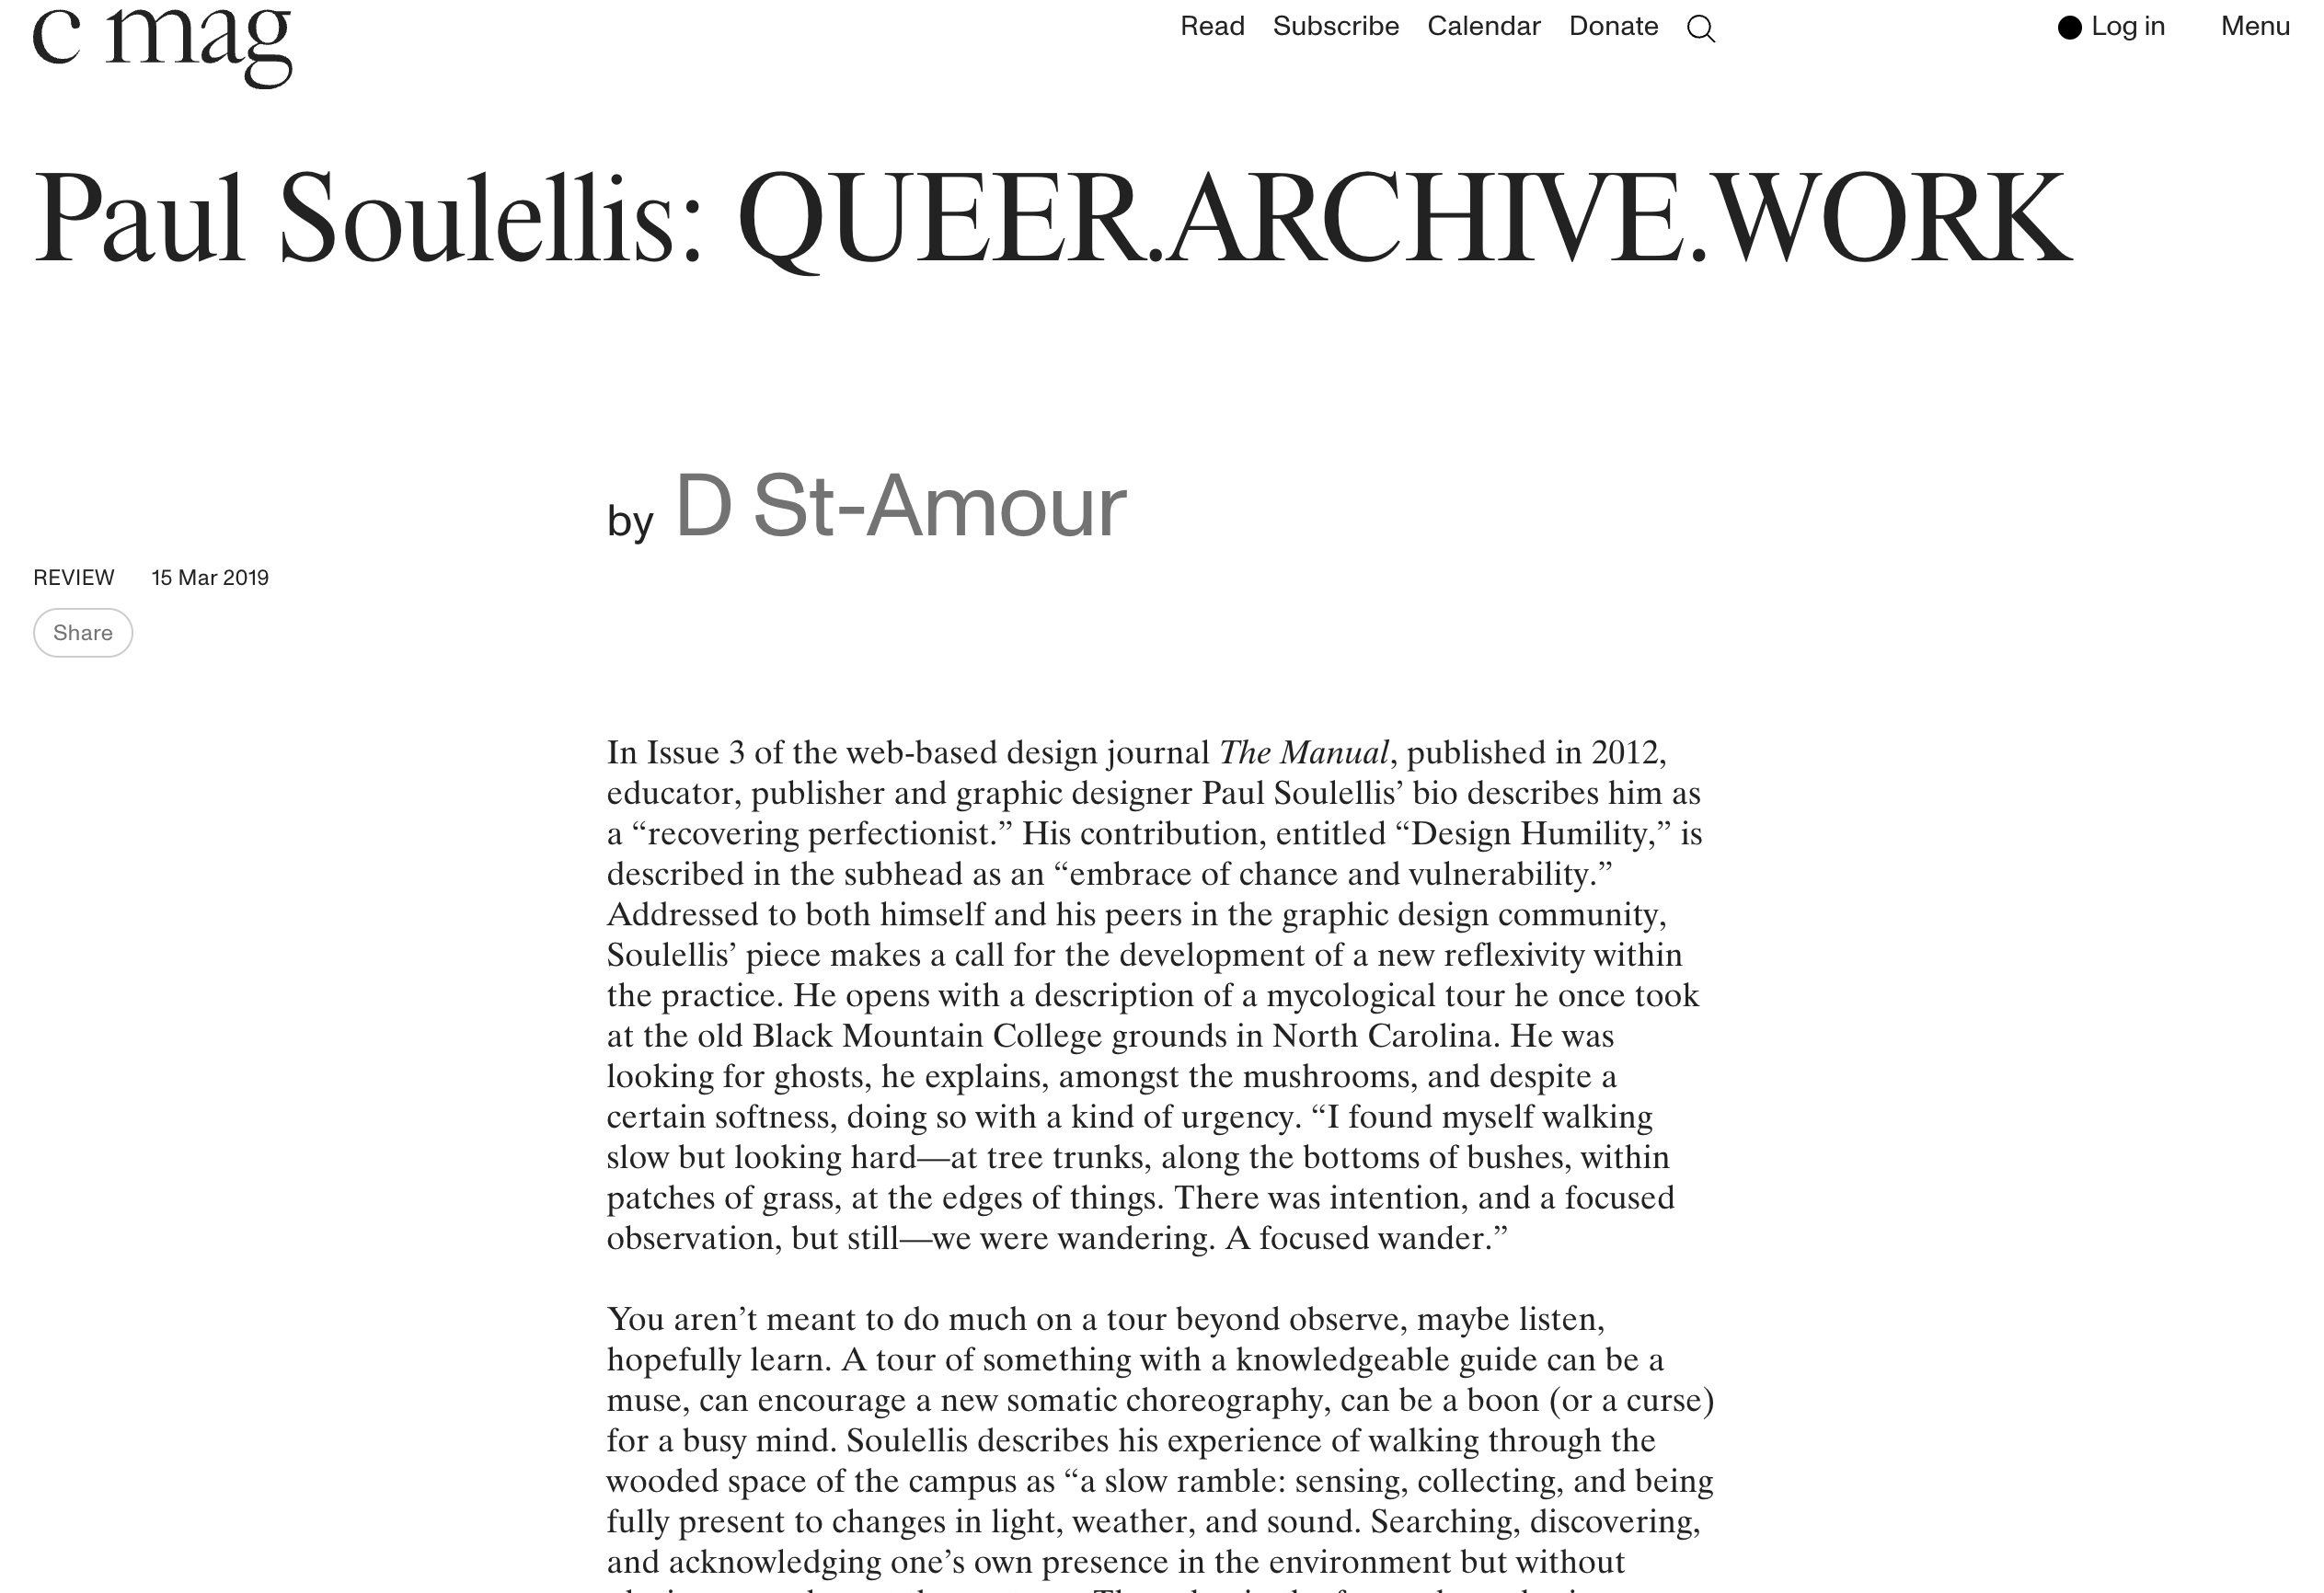 c mag
Read Subscribe Calendar Donate
Log in Menu
Paul Soulellis: QUEER.ARCHIVE.WORK
by D St-Amour
REVIEW 15 Mar 2019
Share
In Issue 3 of the web-based design journal The Manual, published in 2012,
educator, publisher and graphic designer Paul Soulellis’ bio describes him as
a “recovering perfectionist.” His contribution, entitled “Design Humility,” is
described in the subhead as an “embrace of chance and vulnerability.”
Addressed to both himself and his peers in the graphic design community,
Soulellis’ piece makes a call for the development of a new reflexivity within
the practice. He opens with a description of a mycological tour he once took
at the old Black Mountain College grounds in North Carolina. He was
looking for ghosts, he explains, amongst the mushrooms, and despite a
certain softness, doing so with a kind of urgency. “I found myself walking
slow but looking hard—at tree trunks, along the bottoms of bushes, within
patches of grass, at the edges of things. There was intention, and a focused
observation, but still—we were wandering. A focused wander.”
You aren’t meant to do much on a tour beyond observe, maybe listen,
hopefully learn. A tour of something with a knowledgeable guide can be a
muse, can encourage a new somatic choreography, can be a boon (or a curse)
for a busy mind. Soulellis describes his experience of walking through the
wooded space of the campus as “a slow ramble: sensing, collecting, and being
fully present to changes in light, weather, and sound. Searching, discovering,
and acknowledging one’s own presence in the environment but without